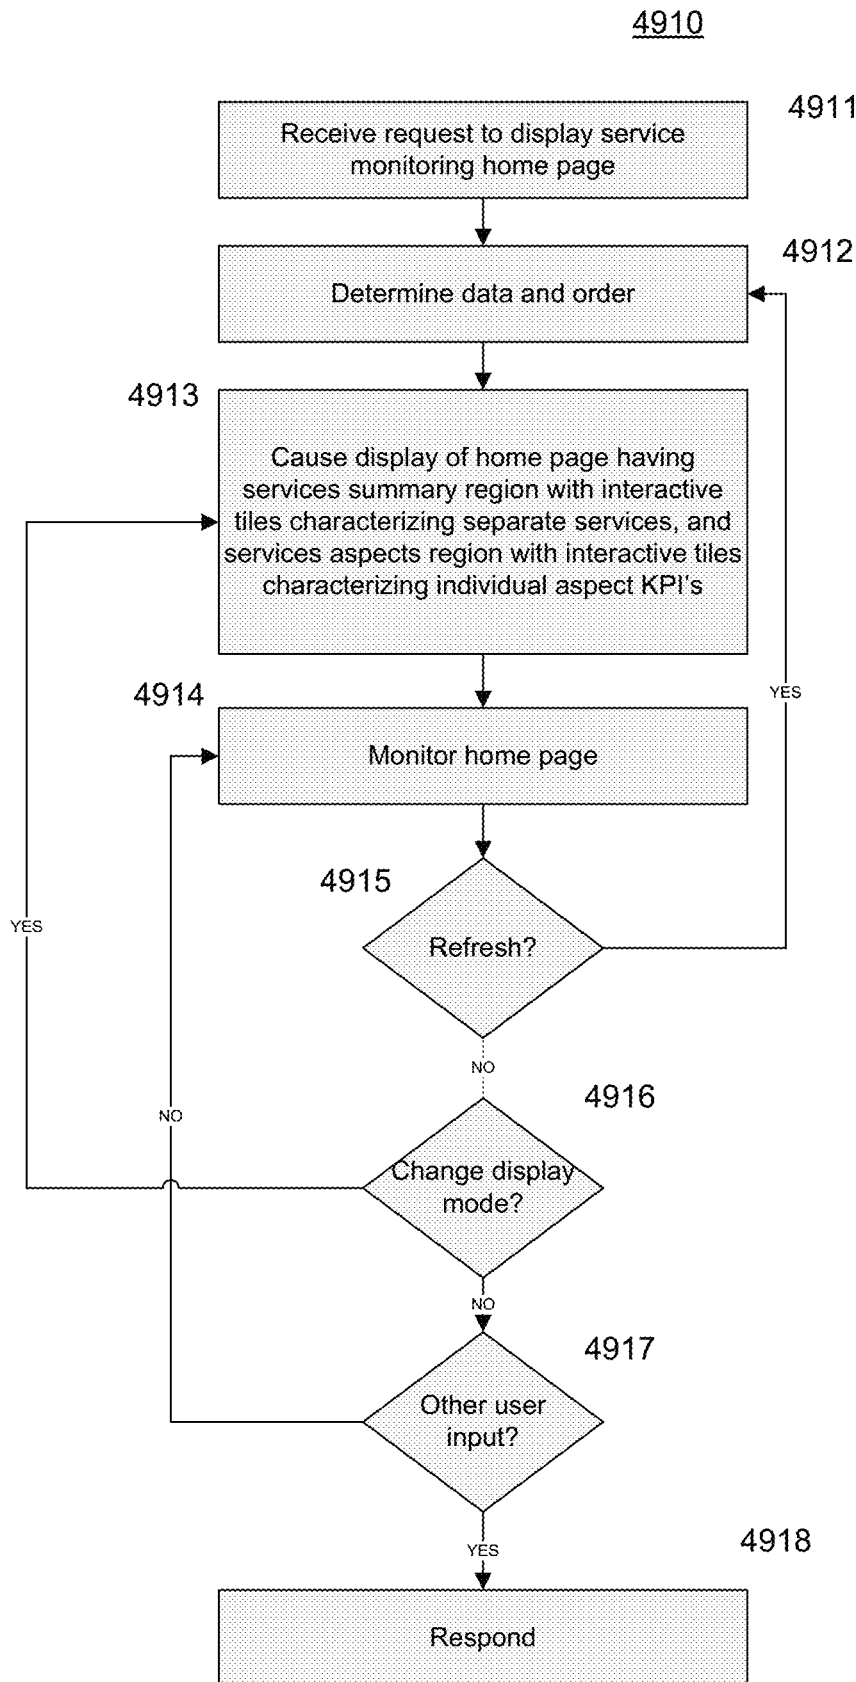 4910
4911
Receive request to display service
monitoring home page
4912
Determine data and order
4913
Cause display of home page having
services summary region with interactive
tiles characterizing separate services, and
services aspects region with interactive tiles
characterizing individual aspect KPI's
4914
YES
Monitor home page
4915
YES
Refresh?
NO
4916
NO
Change display
mode?
NO
4917
Other user
input?
YES
4918
Respond